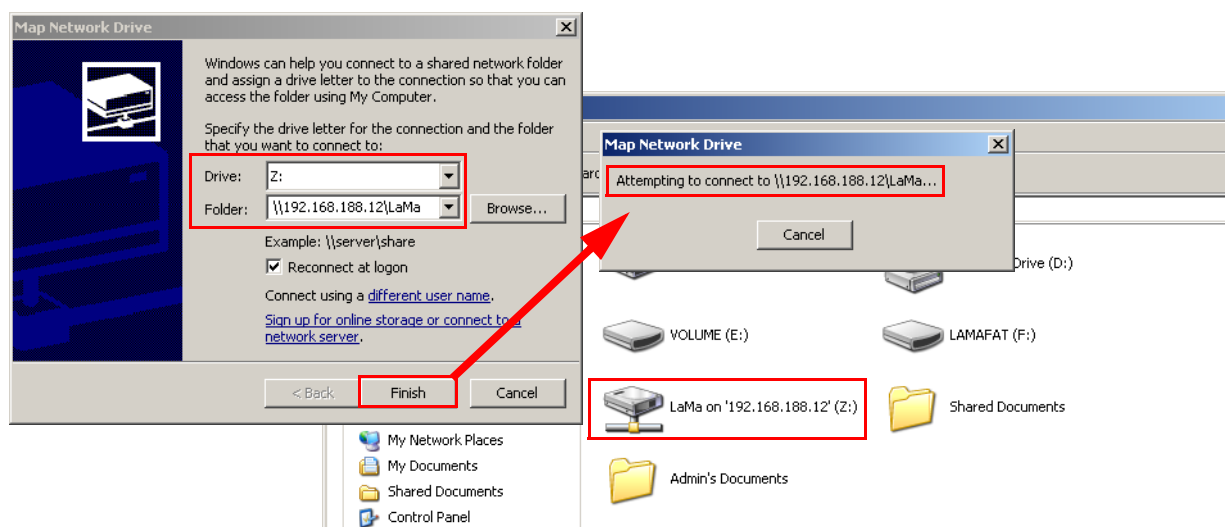 Map Network Drive
Windows can help you connect to a shared network folder
and assign a drive letter to the connection so that you can
access the folder using My Computer.
Specify the drive letter for the connection and the folder
that you want to connect to:
Drive: Z:
Folder: \\192.168.188.12\LaMa Browse...
Example: \\server\share
Reconnect at logon
Connect using a different user name.
Sign up for online storage or connect to a
network server.
< Back Finish Cancel
Map Network Drive
Attempting to connect to \\192.168.188.12\LaMa...
Cancel
Drive (D:)
VOLUME (E:) LAMAFAT (F:)
LaMa on '192.168.188.12' (Z:) Shared Documents
Admin's Documents
My Network Places
My Documents
Shared Documents
Control Panel